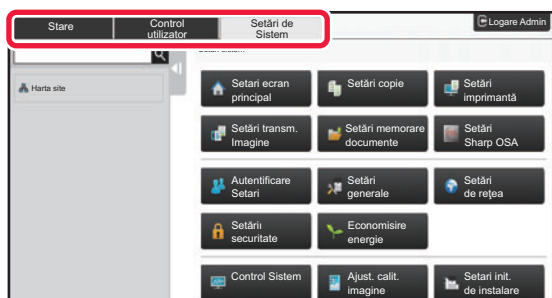 Stare
Control
utilizator
Setări de
Sistem
Logare Admin
Harta site
Setari ecran
principal
Setări copie
Setări
imprimantă
Setări transm.
Imagine
Setări memorare
documente
Setări
Sharp OSA
Autentificare
Setari
Setări
generale
Setări
de reţea
Setării
securitate
Economisire
energie
Control Sistem
Ajust. calit.
imagine
Setari init.
de instalare